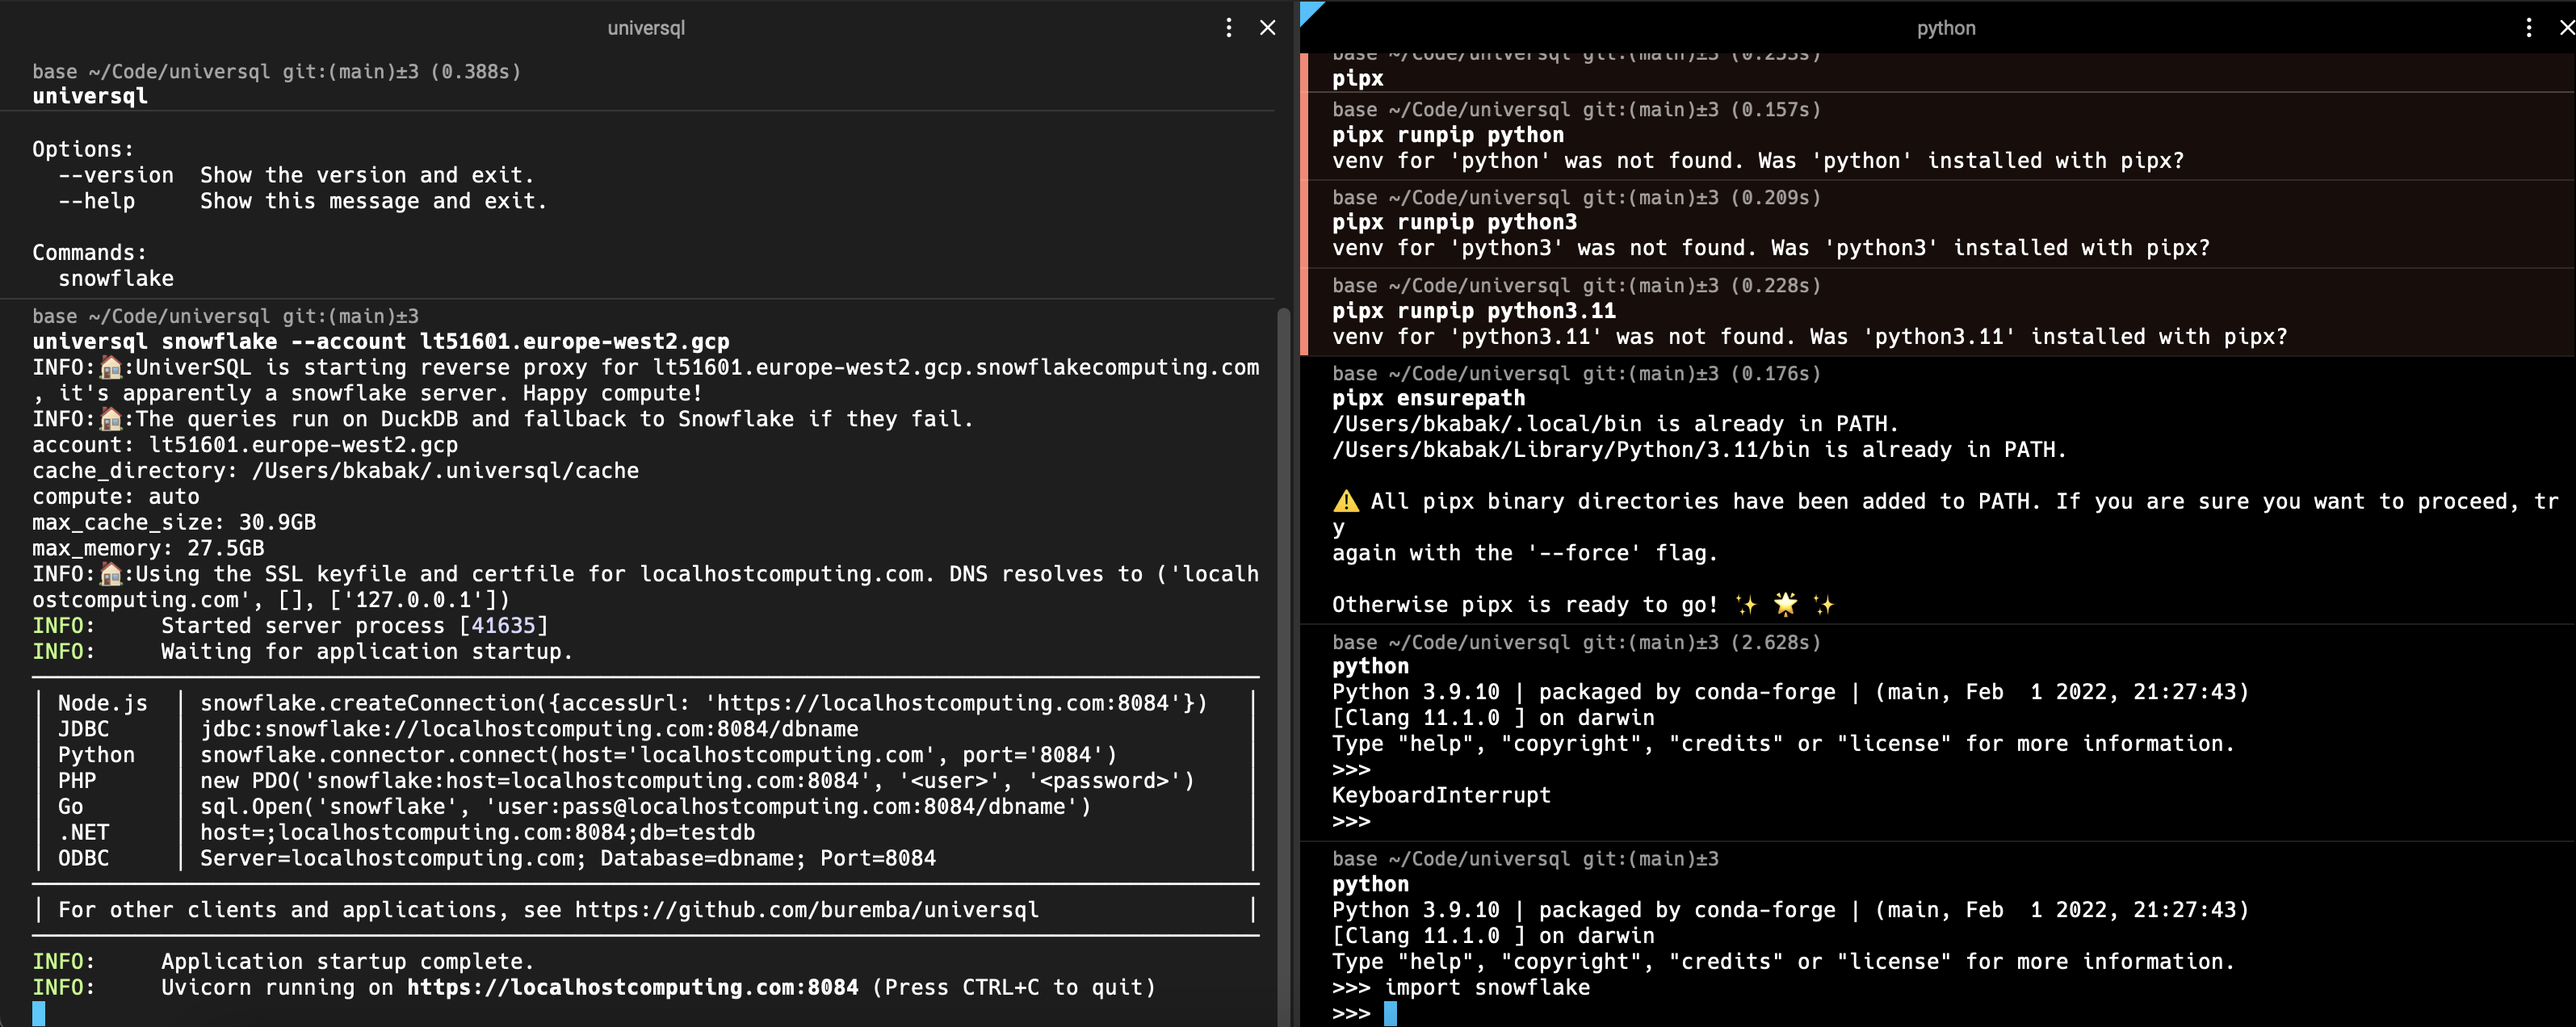 universql
base ~/Code/universql git:(main)±3 (0.388s)
universql
Options:
  --version  Show the version and exit.
  --help     Show this message and exit.
Commands:
  snowflake
base ~/Code/universql git:(main)±3
universql snowflake --account lt51601.europe-west2.gcp
INFO:🏠:UniverSQL is starting reverse proxy for lt51601.europe-west2.gcp.snowflakecomputing.com
, it's apparently a snowflake server. Happy compute!
INFO:🏠:The queries run on DuckDB and fallback to Snowflake if they fail.
account: lt51601.europe-west2.gcp
cache_directory: /Users/bkabak/.universql/cache
compute: auto
max_cache_size: 30.9GB
max_memory: 27.5GB
INFO:🏠:Using the SSL keyfile and certfile for localhostcomputing.com. DNS resolves to ('localh
ostcomputing.com', [], ['127.0.0.1'])
INFO:     Started server process [41635]
INFO:     Waiting for application startup.
| Node.js  | snowflake.createConnection({accessUrl: 'https://localhostcomputing.com:8084'})   |
| JDBC     | jdbc:snowflake://localhostcomputing.com:8084/dbname                              |
| Python   | snowflake.connector.connect(host='localhostcomputing.com', port='8084')          |
| PHP      | new PDO('snowflake:host=localhostcomputing.com:8084', '<user>', '<password>')    |
| Go       | sql.Open('snowflake', 'user:pass@localhostcomputing.com:8084/dbname')            |
| .NET     | host=;localhostcomputing.com:8084;db=testdb                                      |
| ODBC     | Server=localhostcomputing.com; Database=dbname; Port=8084                        |
| For other clients and applications, see https://github.com/buremba/universql                |
INFO:     Application startup complete.
INFO:     Uvicorn running on https://localhostcomputing.com:8084 (Press CTRL+C to quit)
python
base ~/Code/universql git:(main)±3 (0.253s)
pipx
base ~/Code/universql git:(main)±3 (0.157s)
pipx runpip python
venv for 'python' was not found. Was 'python' installed with pipx?
base ~/Code/universql git:(main)±3 (0.209s)
pipx runpip python3
venv for 'python3' was not found. Was 'python3' installed with pipx?
base ~/Code/universql git:(main)±3 (0.228s)
pipx runpip python3.11
venv for 'python3.11' was not found. Was 'python3.11' installed with pipx?
base ~/Code/universql git:(main)±3 (0.176s)
pipx ensurepath
/Users/bkabak/.local/bin is already in PATH.
/Users/bkabak/Library/Python/3.11/bin is already in PATH.
⚠️ All pipx binary directories have been added to PATH. If you are sure you want to proceed, tr
y
again with the '--force' flag.
Otherwise pipx is ready to go! ✨ 🌟 ✨
base ~/Code/universql git:(main)±3 (2.628s)
python
Python 3.9.10 | packaged by conda-forge | (main, Feb  1 2022, 21:27:43)
[Clang 11.1.0 ] on darwin
Type "help", "copyright", "credits" or "license" for more information.
>>>
KeyboardInterrupt
>>>
base ~/Code/universql git:(main)±3
python
Python 3.9.10 | packaged by conda-forge | (main, Feb  1 2022, 21:27:43)
[Clang 11.1.0 ] on darwin
Type "help", "copyright", "credits" or "license" for more information.
>>> import snowflake
>>>